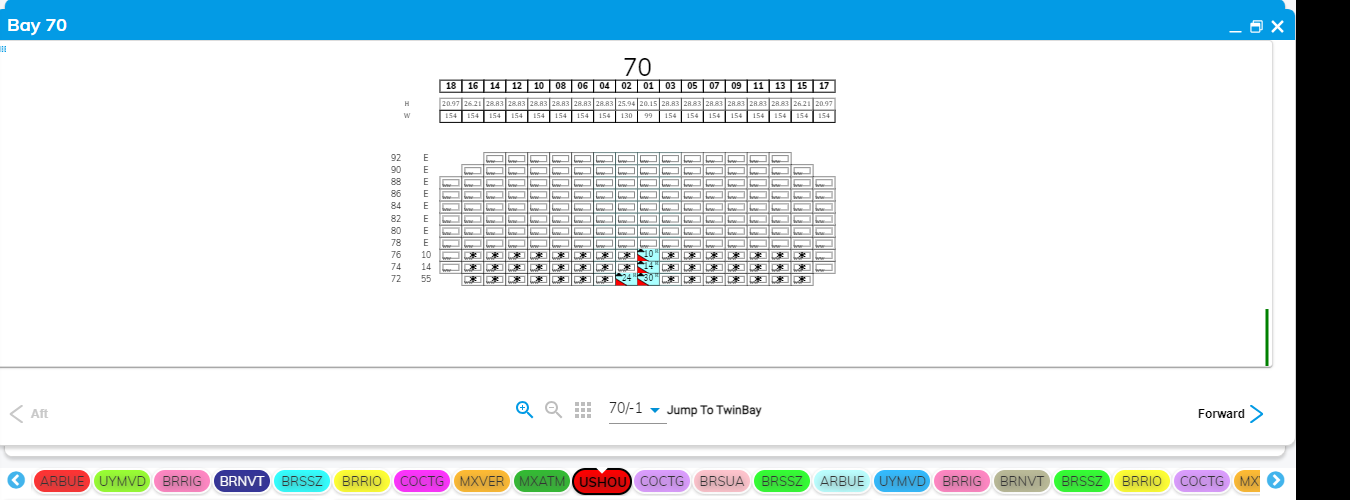 Bay 70
70
18 16 14 12 10 08 06 04 02 01 03 05 07 09 11 13 15 17
H 20.97 26.21 28.83 28.83 28.83 28.83 28.83 28.83 25.94 20.15 28.83 28.83 28.83 28.83 28.83 28.83 26.21 20.97
W 154 154 154 154 154 154 154 154 130 99 154 154 154 154 154 154 154 154
92 E
90 E
88 E
86 E
84 E
82 E
80 E
78 E
76 10 10
74 14 14
72 55 24 30
Aft 70/-1 Jump To TwinBay Forward
ARBUE UYMVD BRRIG BRNVT BRSSZ BRRIO COCTG MXVER MXATM USHOU COCTG BRSUA BRSSZ ARBUE UYMVD BRRIG BRNVT BRSSZ BRRIO COCTG MX